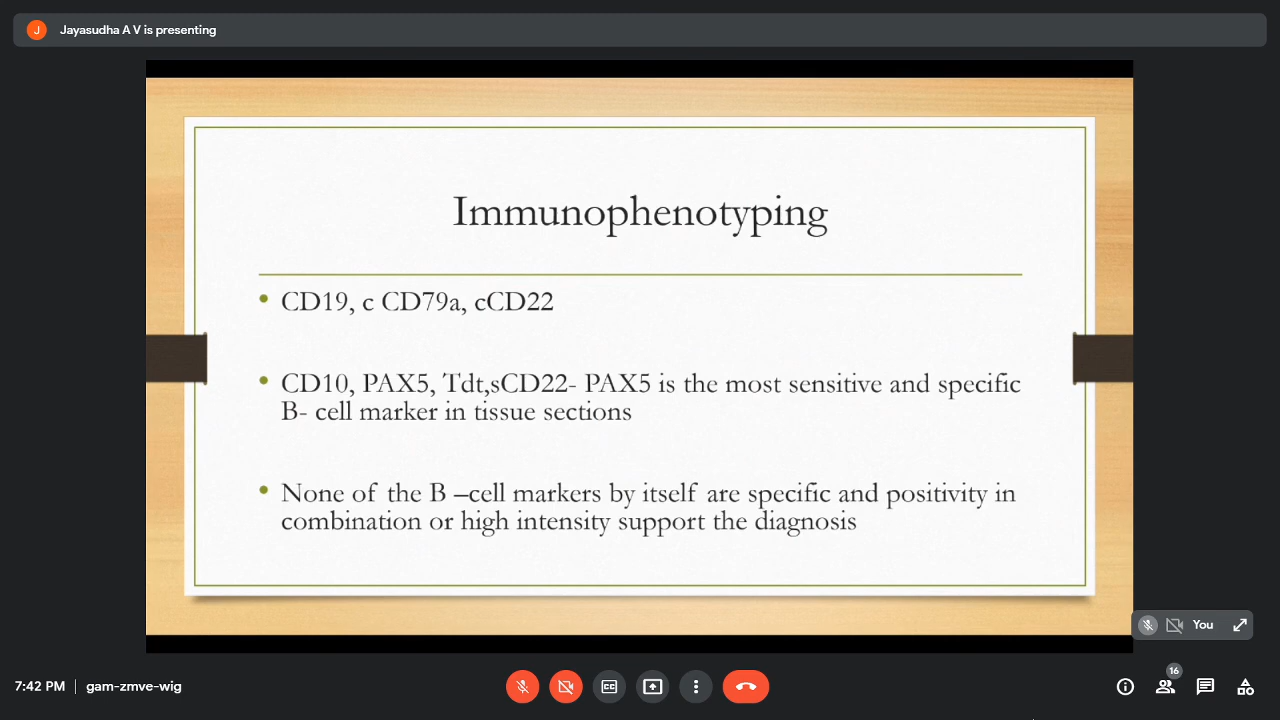 J
Jayasudha A V is presenting
Immunophenotyping
• CD19, c CD79a, cCD22
• CD10, PAX5, Tdt,sCD22- PAX5 is the most sensitive and specific
B- cell marker in tissue sections
• None of the B –cell markers by itself are specific and positivity in
combination or high intensity support the diagnosis
You
7:42 PM | gam-zmve-wig
CC
16